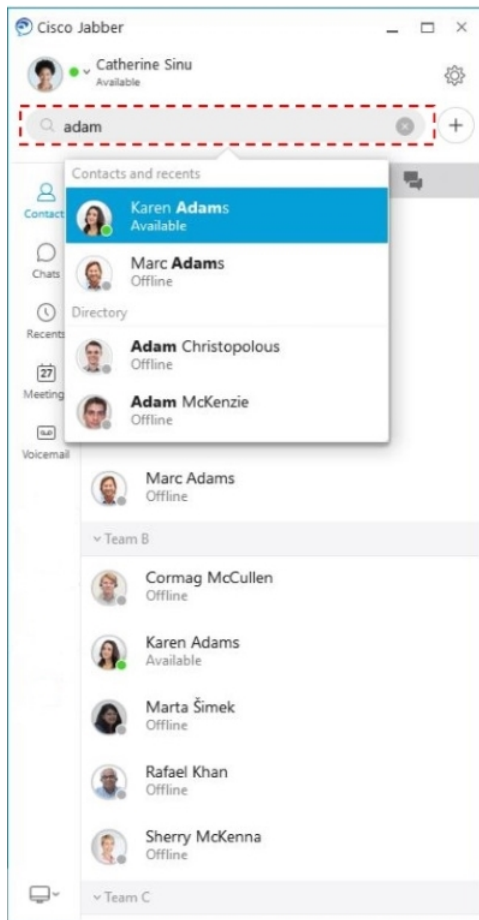 Cisco Jabber
Catherine Sinu
Available
adam
Contacts and recents
Karen Adams
Available
Marc Adams
Offline
Directory
Adam Christopolous
Offline
Adam McKenzie
Offline
Contact
Chats
Recents
27
Meeting
Voicemail
Marc Adams
Offline
Team B
Cormag McCullen
Offline
Karen Adams
Available
Marta Šimek
Offline
Rafael Khan
Offline
Sherry McKenna
Offline
Team C